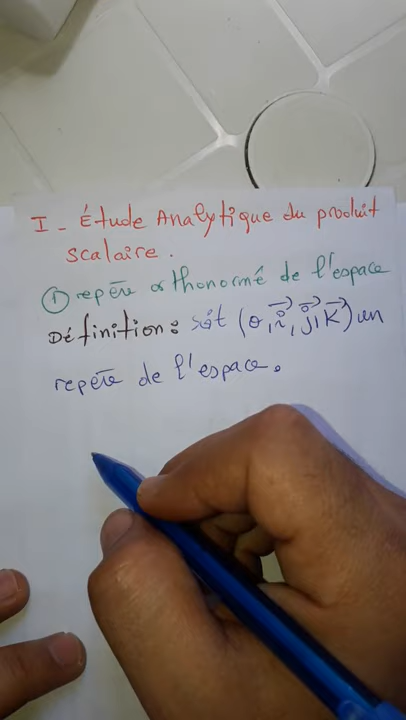 I - Étude Analytique du produit
scalaire.
① repère orthonormé de l'espace
Définition: soit (o, i, j, k) un
repère de l'espace.